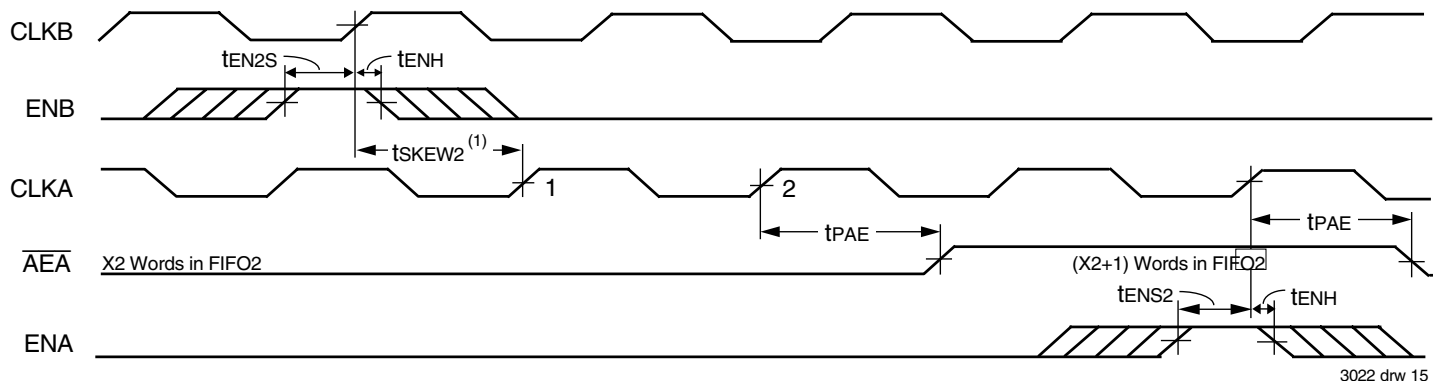 CLKB
tEN2S tENH
ENB
tSKEW2 (1)
CLKA 1 2
tPAE tPAE
AEA X2 Words in FIFO2 (X2+1) Words in FIFO2
tENS2 tENH
ENA
3022 drw 15